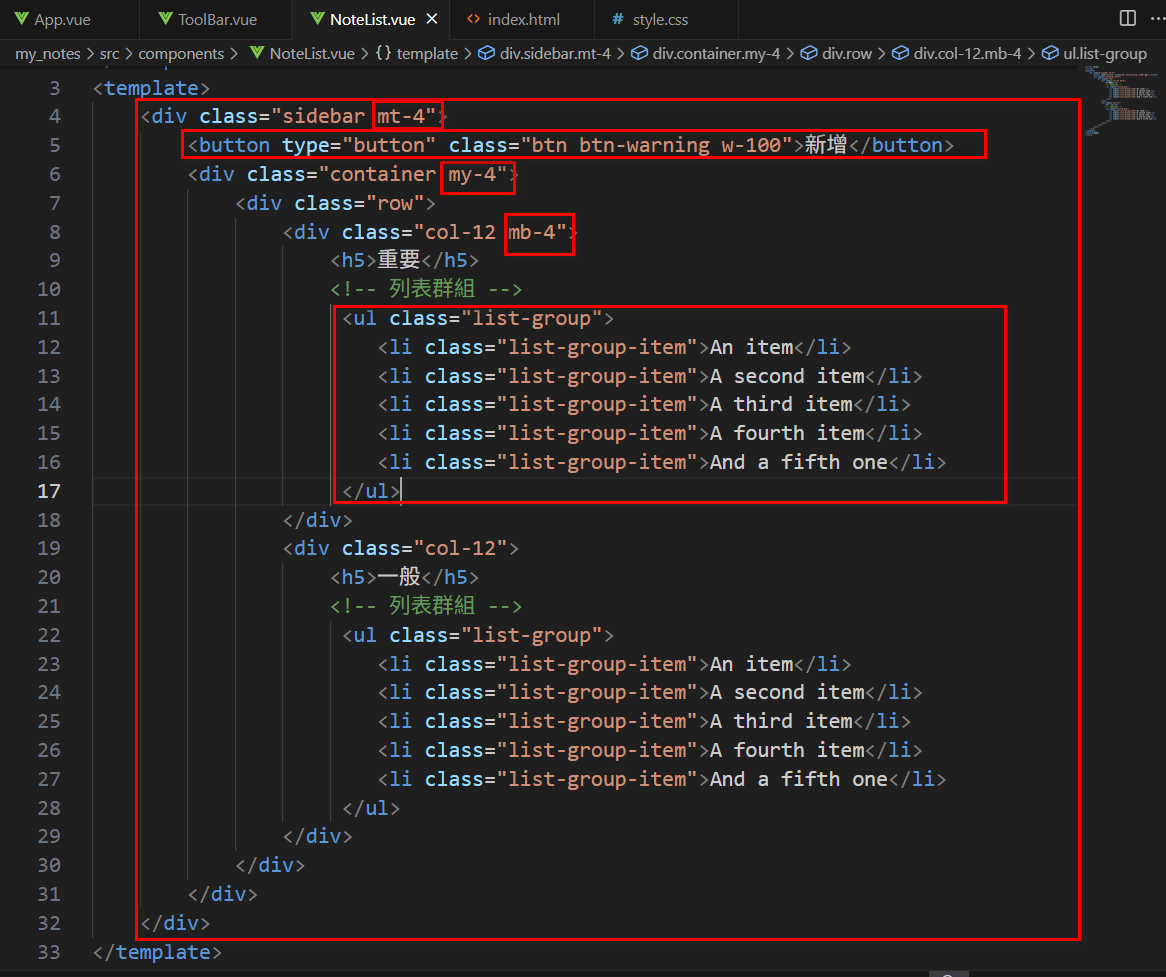 App.vue ToolBar.vue NoteList.vue index.html # style.css
my_notes > src > components > NoteList.vue > {} template > div.sidebar.mt-4 > div.container.my-4 > div.row > div.col-12.mb-4 > ul.list-group
3 <template>
4 <div class="sidebar mt-4">
5 <button type="button" class="btn btn-warning w-100">新增</button>
6 <div class="container my-4">
7 <div class="row">
8 <div class="col-12 mb-4">
9 <h5>重要</h5>
10 <!-- 列表群組 -->
11 <ul class="list-group">
12 <li class="list-group-item">An item</li>
13 <li class="list-group-item">A second item</li>
14 <li class="list-group-item">A third item</li>
15 <li class="list-group-item">A fourth item</li>
16 <li class="list-group-item">And a fifth one</li>
17 </ul>
18 </div>
19 <div class="col-12">
20 <h5>一般</h5>
21 <!-- 列表群組 -->
22 <ul class="list-group">
23 <li class="list-group-item">An item</li>
24 <li class="list-group-item">A second item</li>
25 <li class="list-group-item">A third item</li>
26 <li class="list-group-item">A fourth item</li>
27 <li class="list-group-item">And a fifth one</li>
28 </ul>
29 </div>
30 </div>
31 </div>
32 </div>
33 </template>